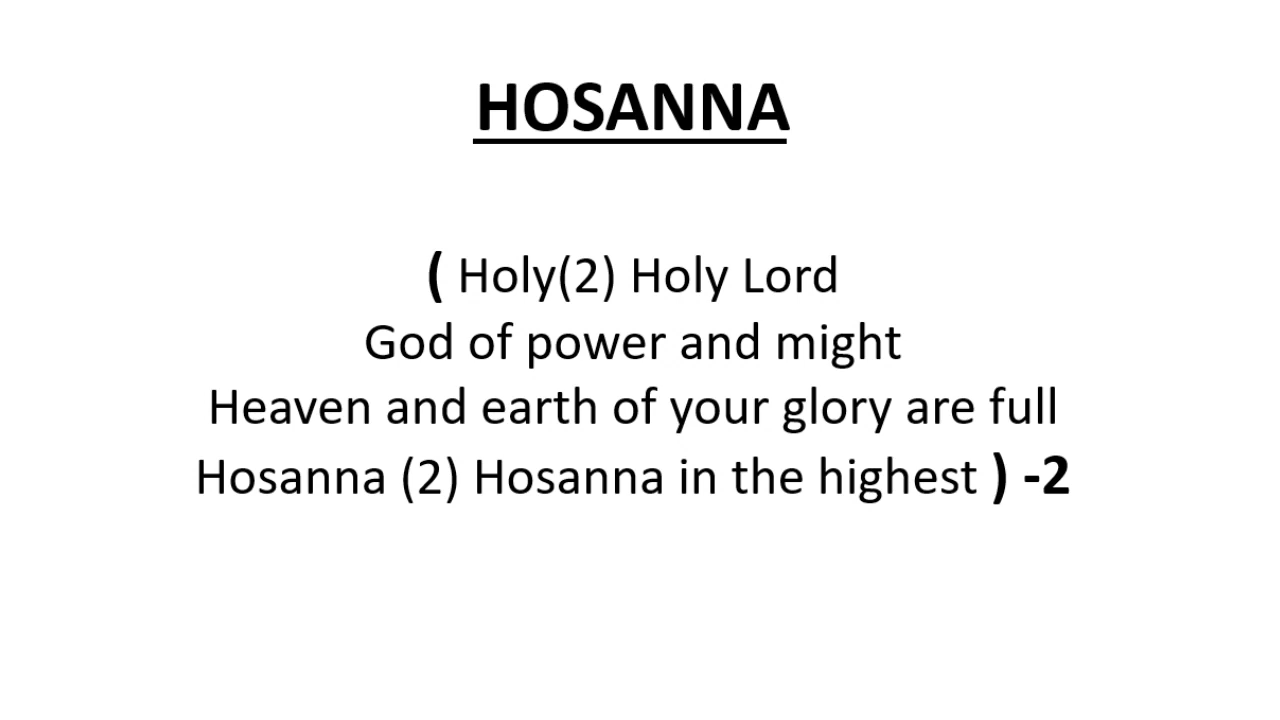 HOSANNA
( Holy(2) Holy Lord
God of power and might
Heaven and earth of your glory are full
Hosanna (2) Hosanna in the highest ) -2